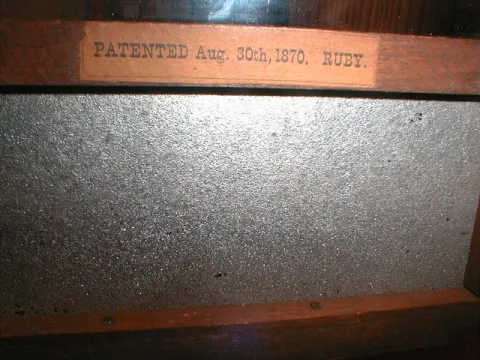 PATENTED Aug. 30th, 1870. RUBY.